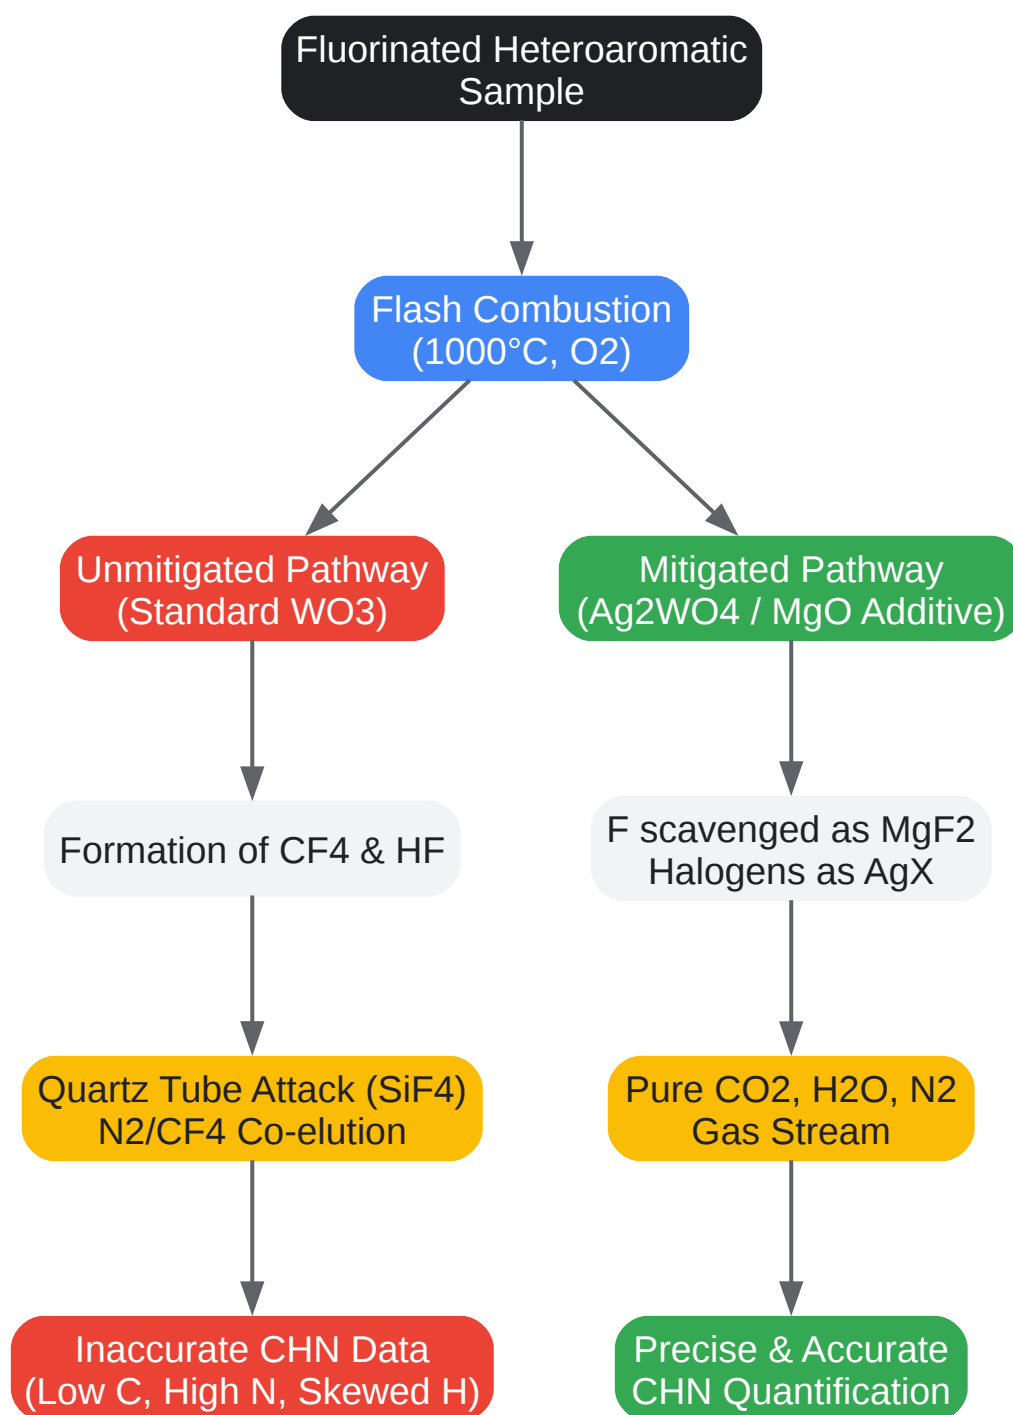 Fluorinated Heteroaromatic
Sample
Flash Combustion
(1000°C, O2)
Unmitigated Pathway
(Standard WO3)
Mitigated Pathway
(Ag2WO4 / MgO Additive)
Formation of CF4 & HF
F scavenged as MgF2
Halogens as AgX
Quartz Tube Attack (SiF4)
N2/CF4 Co-elution
Pure CO2, H2O, N2
Gas Stream
Inaccurate CHN Data
(Low C, High N, Skewed H)
Precise & Accurate
CHN Quantification